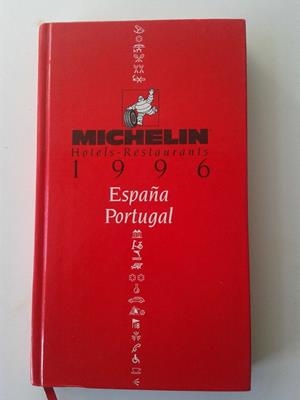 MICHELIN
Hotels-Restaurants
1996
España
Portugal